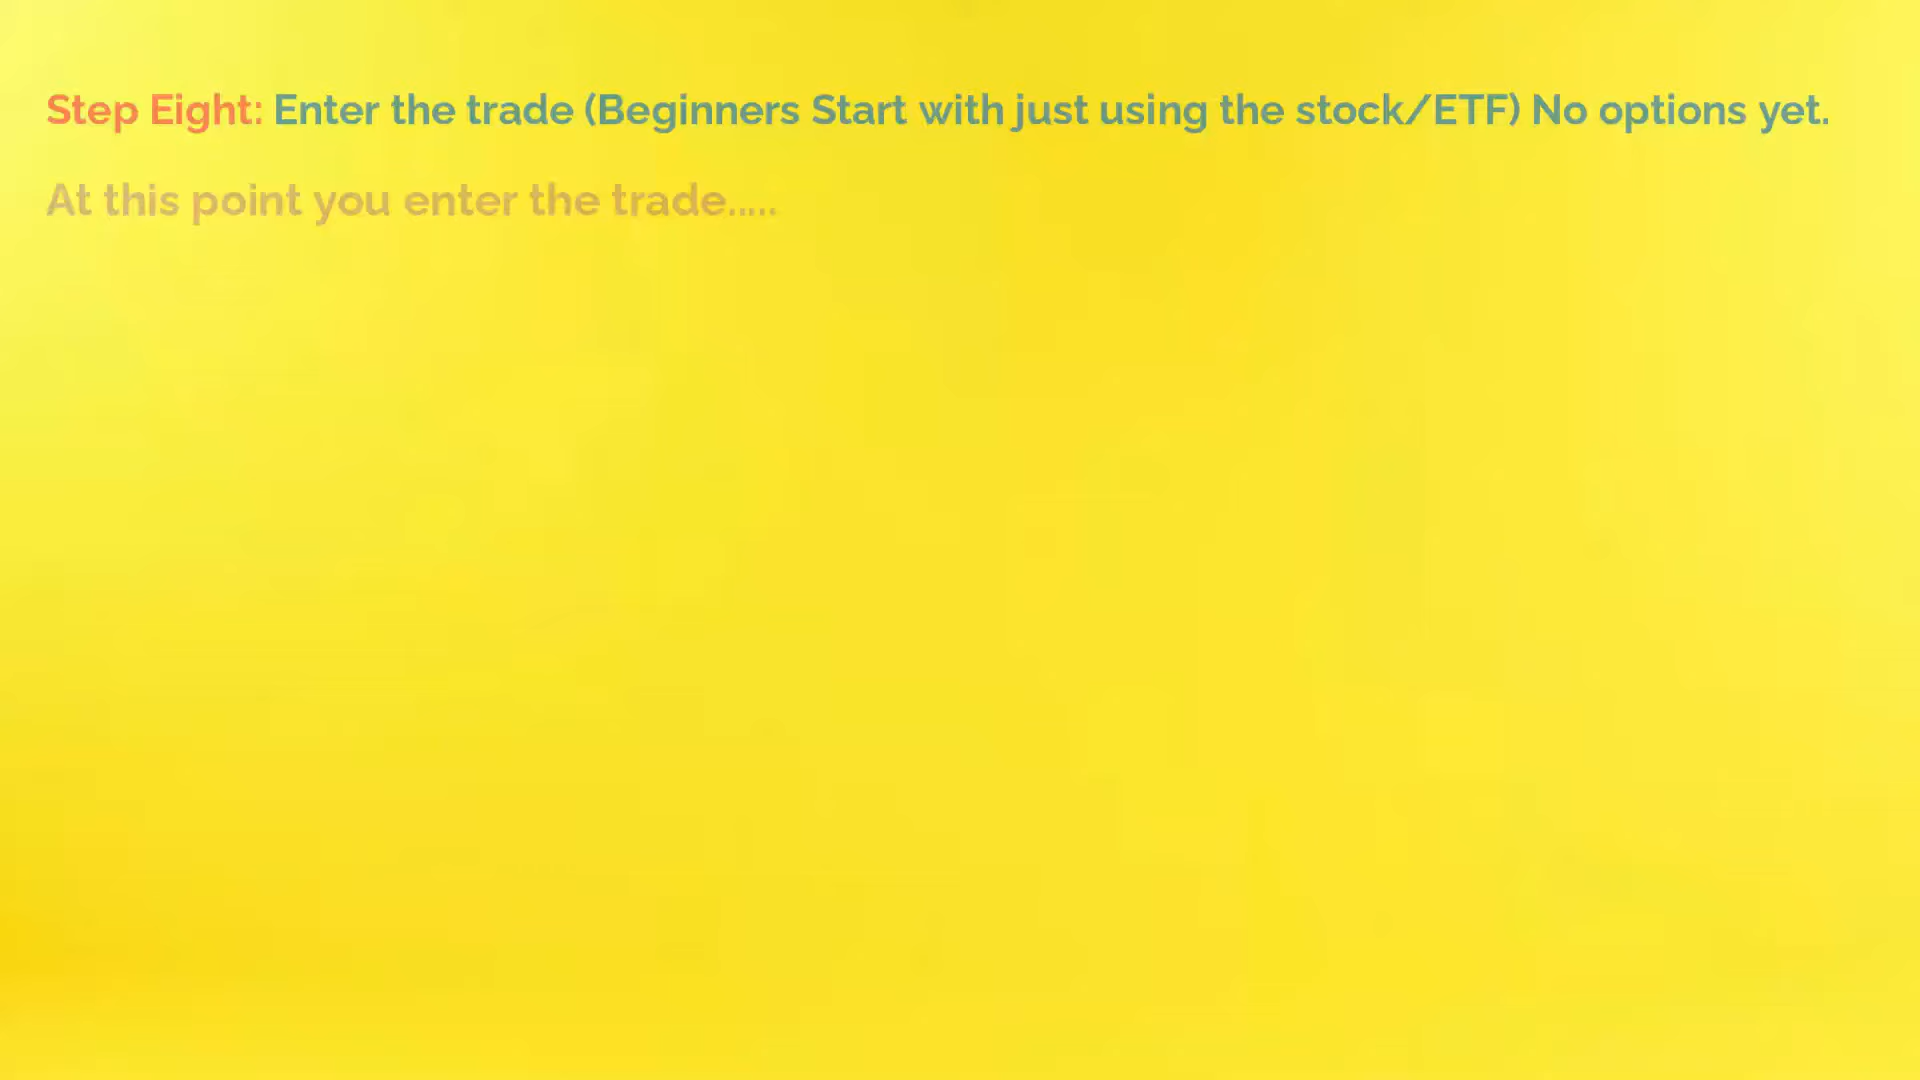 Step Eight: Enter the trade (Beginners Start with just using the stock/ETF) No options yet.
At this point you enter the trade.....